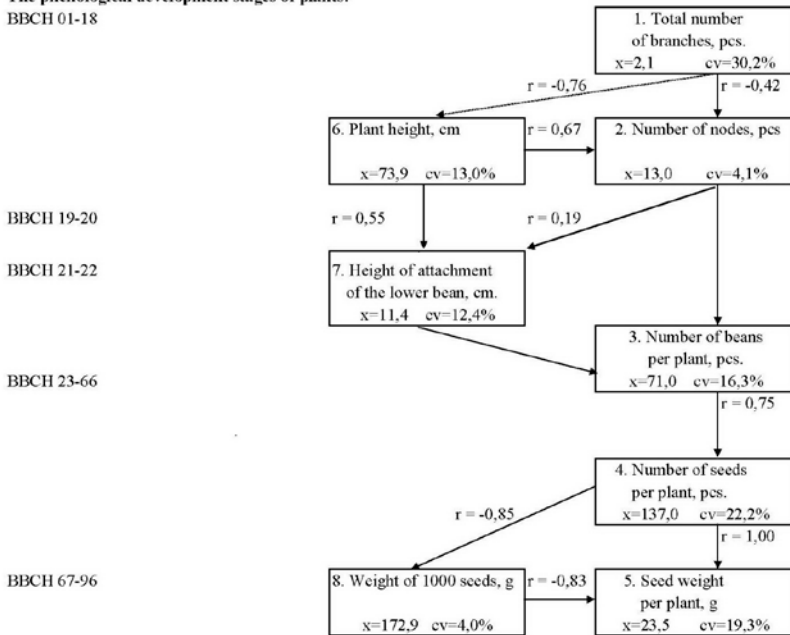 The phenological development stages of plants:
BBCH 01-18
1. Total number
of branches, pcs.
x=2,1 cv=30,2%
r = -0,76
r = -0,42
6. Plant height, cm
x=73,9 cv=13,0%
r = 0,67
2. Number of nodes, pcs
x=13,0 cv=4,1%
BBCH 19-20
r = 0,55
r = 0,19
BBCH 21-22
7. Height of attachment
of the lower bean, cm.
x=11,4 cv=12,4%
3. Number of beans
per plant, pcs.
x=71,0 cv=16,3%
BBCH 23-66
r = 0,75
4. Number of seeds
per plant, pcs.
x=137,0 cv=22,2%
r = -0,85
r = 1,00
BBCH 67-96
8. Weight of 1000 seeds, g
x=172,9 cv=4,0%
r = -0,83
5. Seed weight
per plant, g
x=23,5 cv=19,3%